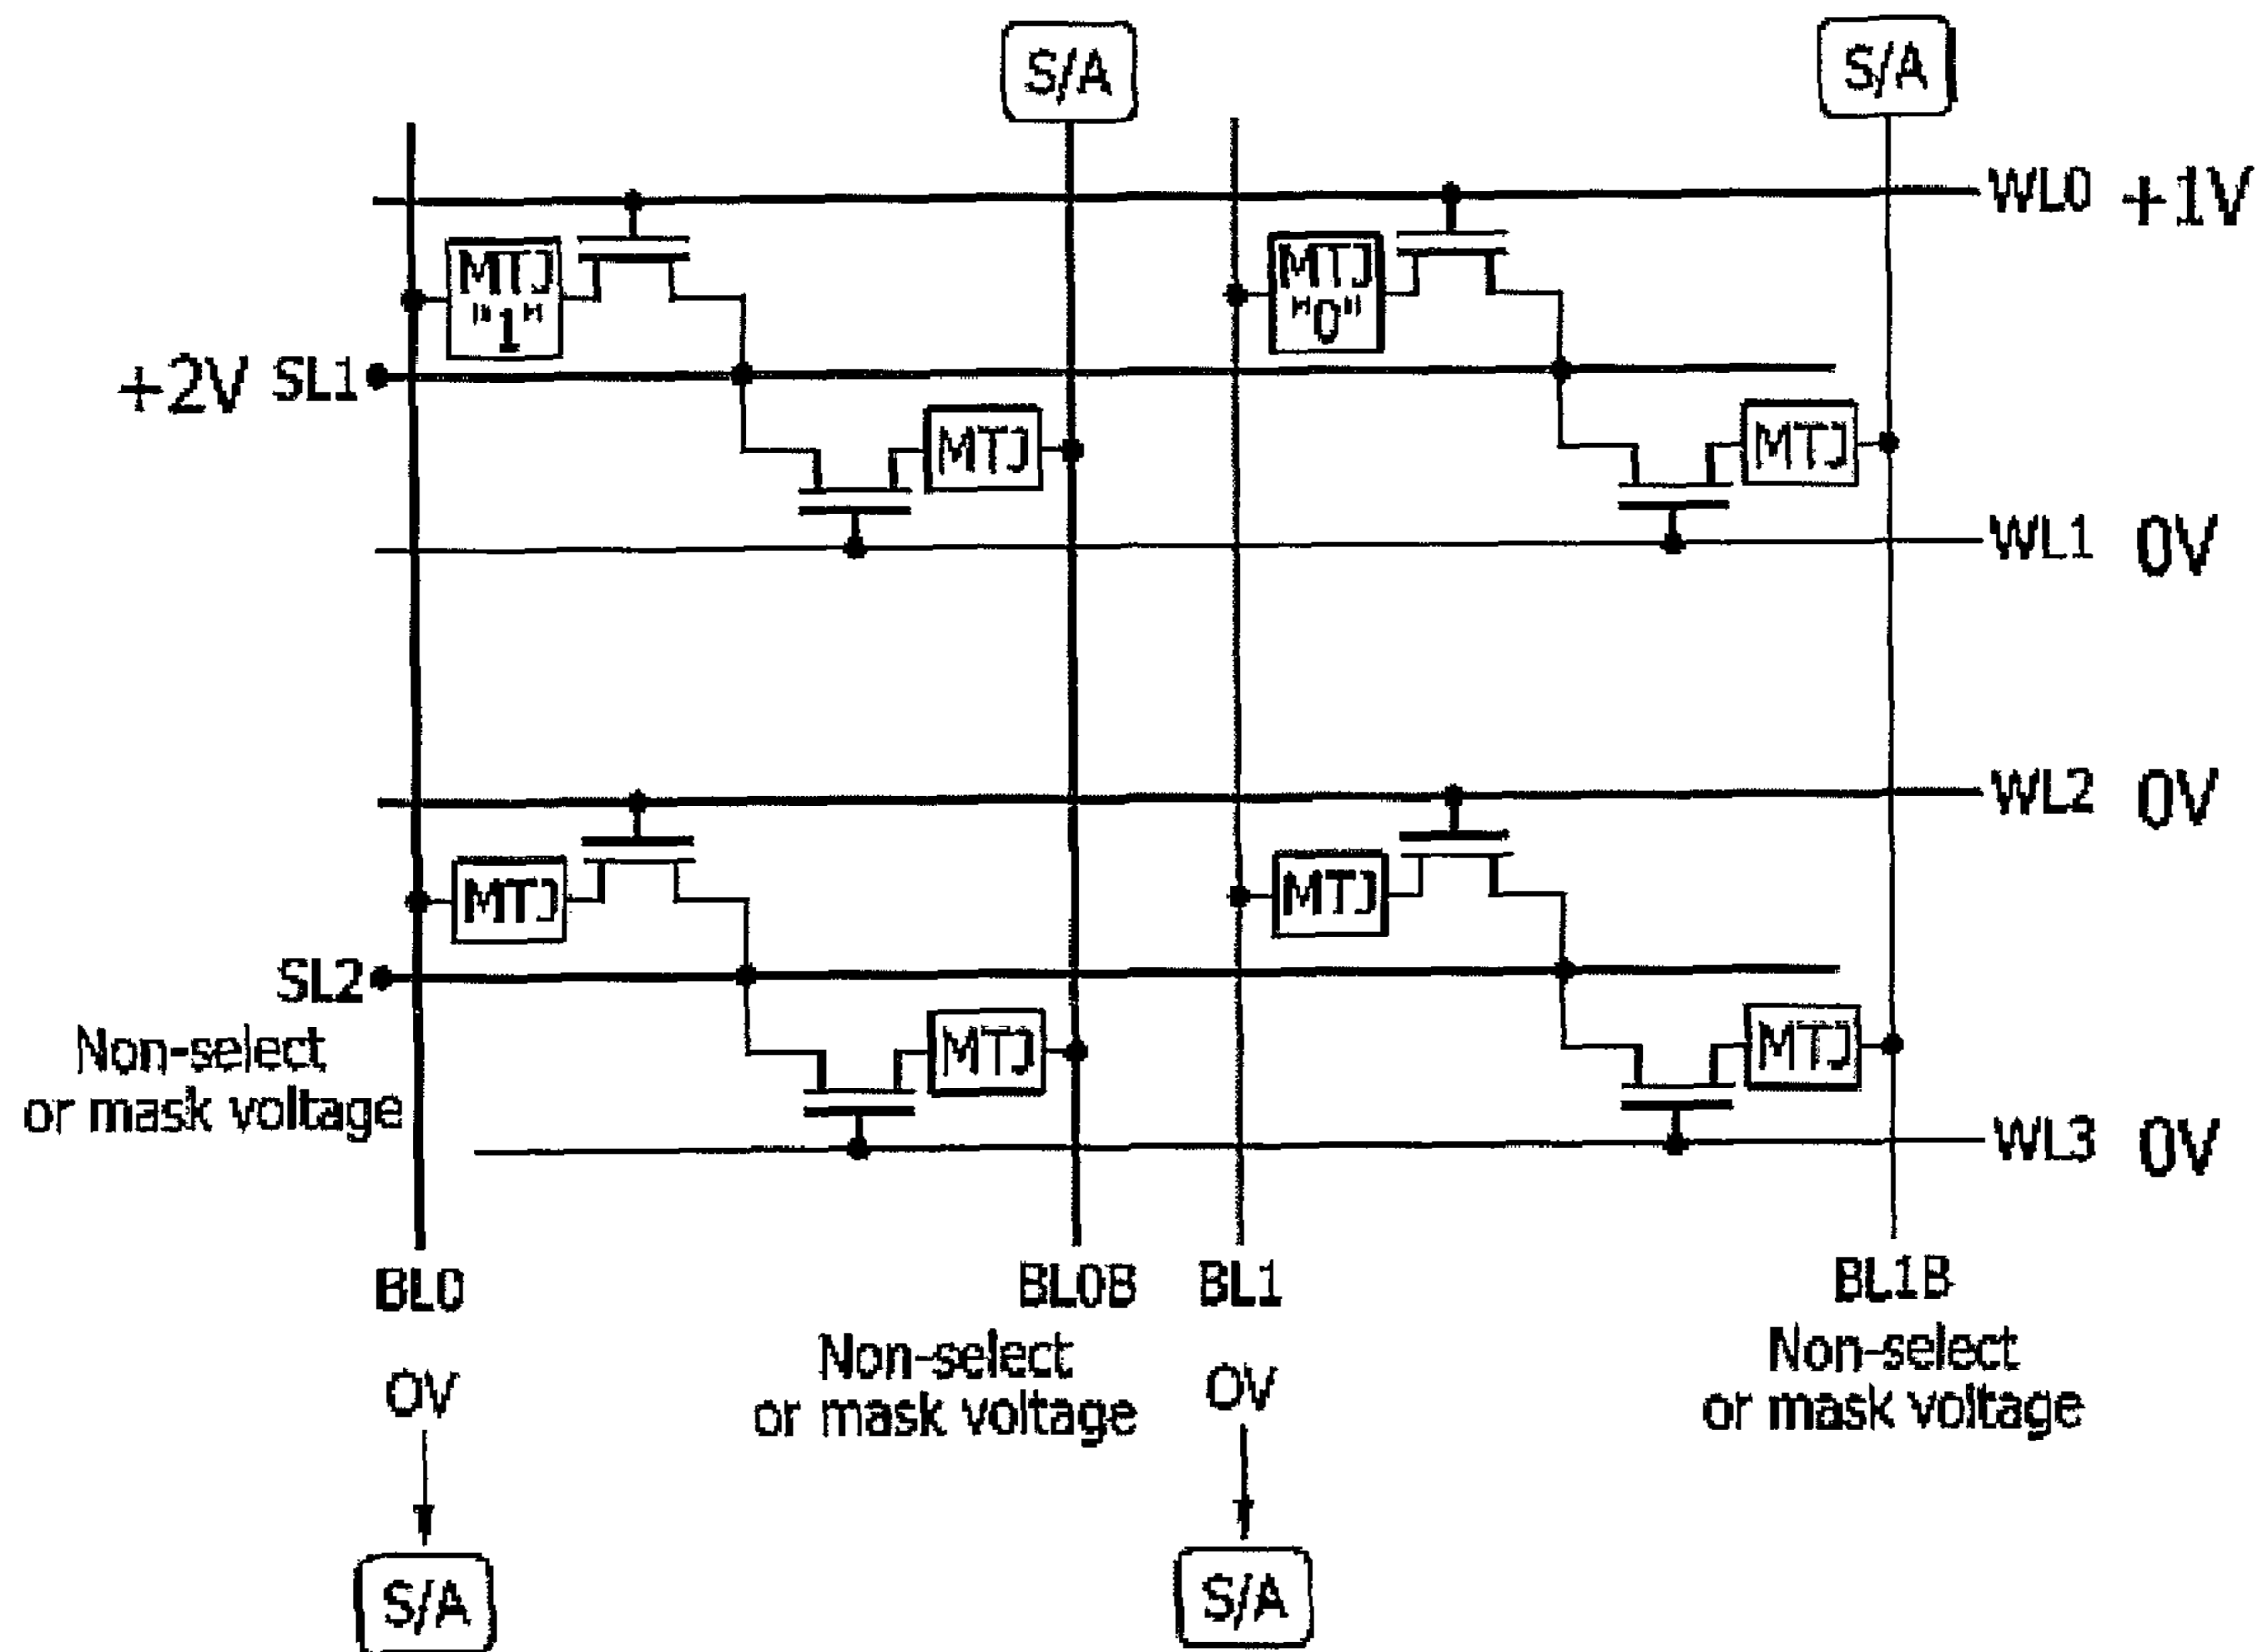 S/A
S/A
WL0 +1V
MTJ
"1"
MTJ
"0"
+2V SL1
MTJ
MTJ
WL1 0V
WL2 0V
MTJ
MTJ
SL2
Non-select
or mask voltage
MTJ
MTJ
WL3 0V
BL0
BL0B
BL1
BL1B
0V
Non-select
or mask voltage
0V
Non-select
or mask voltage
S/A
S/A